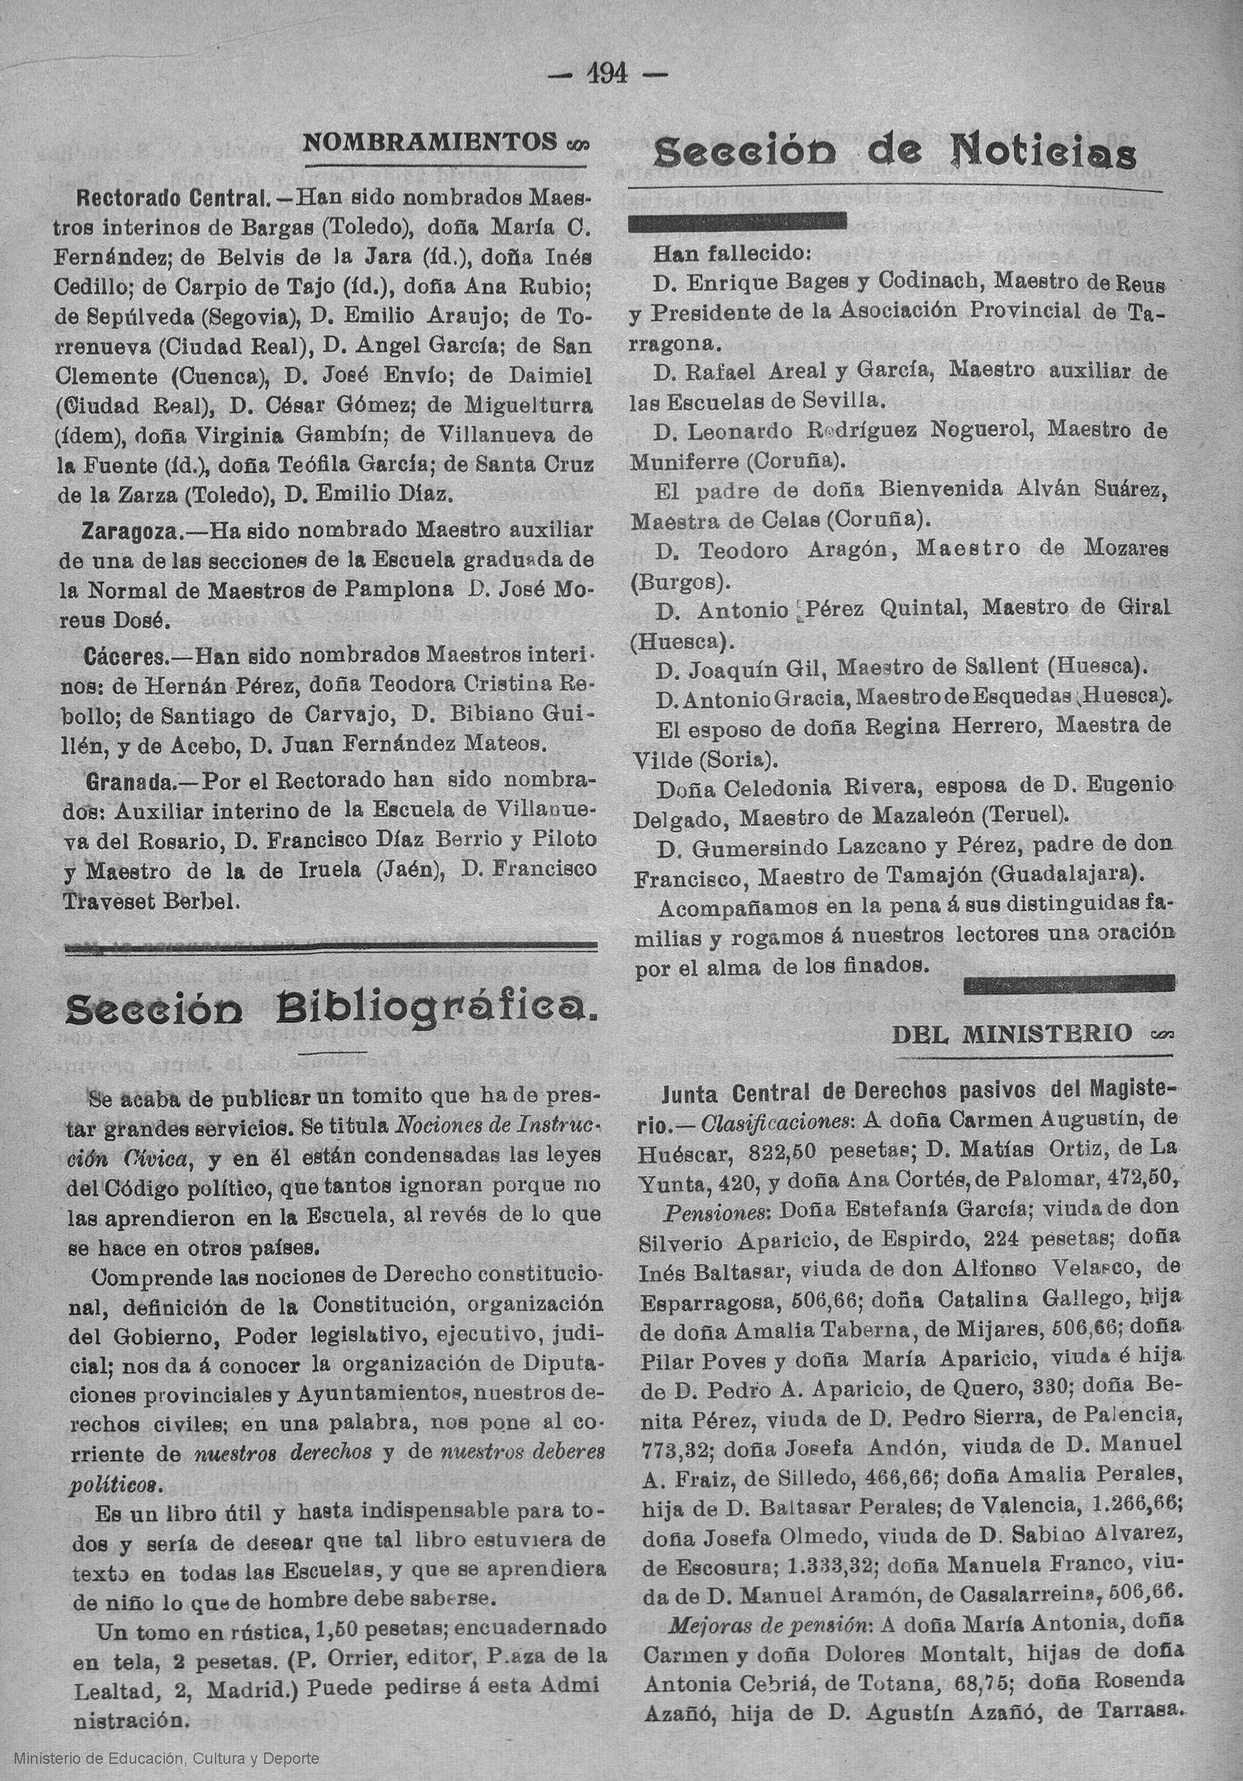 — 494 —
NOMBRAMIENTOS
Rectorado Central.—Han sido nombrados Maes-
tros interinos de Bargas (Toledo), doña María C.
Fernández; de Belvis de la Jara (íd.), doña Inés
Cedillo; de Carpio de Tajo (íd.), doña Ana Rubio;
de Sepúlveda (Segovia), D. Emilio Araujo; de To-
rrenueva (Ciudad Real), D. Angel García; de San
Clemente (Cuenca), D. José Envío; de Daimiel
(Ciudad Real), D. César Gómez; de Miguelturra
(ídem), doña Virginia Gambín; de Villanueva de
la Fuente (íd.), doña Teófila García; de Santa Cruz
de la Zarza (Toledo), D. Emilio Díaz.
Zaragoza.—Ha sido nombrado Maestro auxiliar
de una de las secciones de la Escuela graduada de
la Normal de Maestros de Pamplona D. José Mo-
reus Dosé.
Cáceres.—Han sido nombrados Maestros interi-
nos: de Hernán Pérez, doña Teodora Cristina Re-
bollo; de Santiago de Carvajo, D. Bibiano Gui-
llén, y de Acebo, D. Juan Fernández Mateos.
Granada.—Por el Rectorado han sido nombra-
dos: Auxiliar interino de la Escuela de Villanue-
va del Rosario, D. Francisco Díaz Berrio y Piloto
y Maestro de la de Iruela (Jaén), D. Francisco
Traveset Berbel.
Sección Bibliográfica.
Se acaba de publicar un tomito que ha de pres-
tar grandes servicios. Se titula Nociones de Instruc-
ción Cívica, y en él están condensadas las leyes
del Código político, que tantos ignoran porque no
las aprendieron en la Escuela, al revés de lo que
se hace en otros países.
Comprende las nociones de Derecho constitucio-
nal, definición de la Constitución, organización
del Gobierno, Poder legislativo, ejecutivo, judi-
cial; nos da á conocer la organización de Diputa-
ciones provinciales y Ayuntamientos, nuestros de-
rechos civiles; en una palabra, nos pone al co-
rriente de nuestros derechos y de nuestros deberes
políticos.
Es un libro útil y hasta indispensable para to-
dos y sería de desear que tal libro estuviera de
texto en todas las Escuelas, y que se aprendiera
de niño lo que de hombre debe saberse.
Un tomo en rústica, 1,50 pesetas; encuadernado
en tela, 2 pesetas. (P. Orrier, editor, Plaza de la
Lealtad, 2, Madrid.) Puede pedirse á esta Admi
nistración.
Sección de Noticias
Han fallecido:
D. Enrique Bages y Codinach, Maestro de Reus
y Presidente de la Asociación Provincial de Ta-
rragona.
D. Rafael Areal y García, Maestro auxiliar de
las Escuelas de Sevilla.
D. Leonardo Rodríguez Noguerol, Maestro de
Muniferre (Coruña).
El padre de doña Bienvenida Alván Suárez,
Maestra de Celas (Coruña).
D. Teodoro Aragón, Maestro de Mozares
(Burgos).
D. Antonio Pérez Quintal, Maestro de Giral
(Huesca).
D. Joaquín Gil, Maestro de Sallent (Huesca).
D. Antonio Gracia, Maestro de Esquedas (Huesca).
El esposo de doña Regina Herrero, Maestra de
Vilde (Soria).
Doña Celedonia Rivera, esposa de D. Eugenio
Delgado, Maestro de Mazaleón (Teruel).
D. Gumersindo Lazcano y Pérez, padre de don
Francisco, Maestro de Tamajón (Guadalajara).
Acompañamos en la pena á sus distinguidas fa-
milias y rogamos á nuestros lectores una oración
por el alma de los finados.
DEL MINISTERIO
Junta Central de Derechos pasivos del Magiste-
rio.—Clasificaciones: A doña Carmen Augustín, de
Huéscar, 822,50 pesetas; D. Matías Ortiz, de La
Yunta, 420, y doña Ana Cortés, de Palomar, 472,50,
Pensiones: Doña Estefanía García; viuda de don
Silverio Aparicio, de Espirdo, 224 pesetas; doña
Inés Baltasar, viuda de don Alfonso Velasco, de
Esparragosa, 506,66; doña Catalina Gallego, hija
de doña Amalia Taberna, de Mijares, 506,66; doña
Pilar Poves y doña María Aparicio, viuda é hija
de D. Pedro A. Aparicio, de Quero, 330; doña Be-
nita Pérez, viuda de D. Pedro Sierra, de Palencia,
773,32; doña Josefa Andón, viuda de D. Manuel
A. Fraiz, de Silledo, 466,66; doña Amalia Perales,
hija de D. Baltasar Perales; de Valencia, 1.266,66;
doña Josefa Olmedo, viuda de D. Sabino Alvarez,
de Escosura; 1.333,32; doña Manuela Franco, viu-
da de D. Manuel Aramón, de Casalarreina, 506,66.
Mejoras de pensión: A doña María Antonia, doña
Carmen y doña Dolores Montalt, hijas de doña
Antonia Cebriá, de Totana, 68,75; doña Rosenda
Azañó, hija de D. Agustín Azañó, de Tarrasa.
Ministerio de Educación, Cultura y Deporte